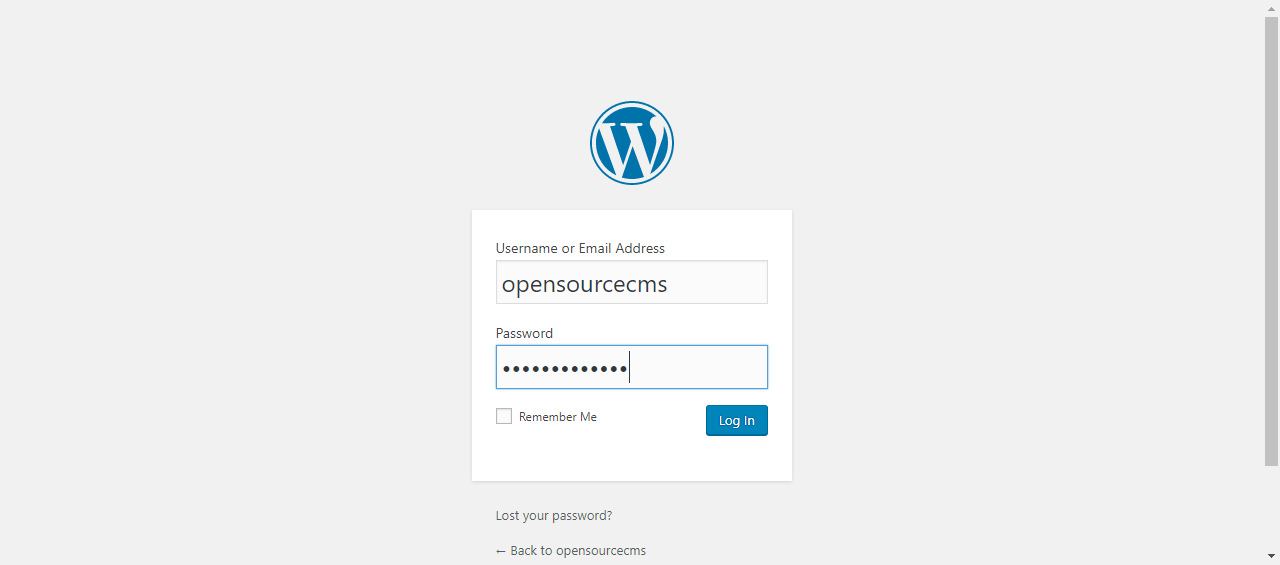 Username or Email Address
opensourcecms
Password
•••••••••••••
Remember Me
Log In
Lost your password?
← Back to opensourcecms